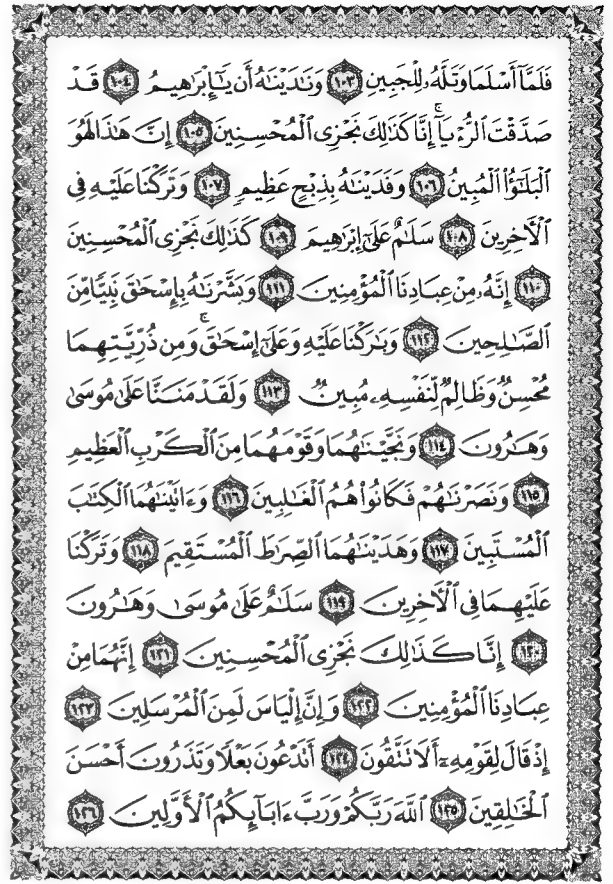 فَلَمَّآ أَسْلَمَا وَتَلَّهُۥ لِلْجَبِينِ ١٠٣ وَنَٰدَيْنَٰهُ أَن يَٰٓإِبْرَٰهِيمُ ١٠٤ قَدْ
صَدَّقْتَ ٱلرُّءْيَآ ۚ إِنَّا كَذَٰلِكَ نَجْزِى ٱلْمُحْسِنِينَ ١٠٥ إِنَّ هَٰذَا لَهُوَ
ٱلْبَلَٰٓؤُا۟ ٱلْمُبِينُ ١٠٦ وَفَدَيْنَٰهُ بِذِبْحٍ عَظِيمٍ ١٠٧ وَتَرَكْنَا عَلَيْهِ فِى
ٱلْءَاخِرِينَ ١٠٨ سَلَٰمٌ عَلَىٰٓ إِبْرَٰهِيمَ ١٠٩ كَذَٰلِكَ نَجْزِى ٱلْمُحْسِنِينَ
١١٠ إِنَّهُۥ مِنْ عِبَادِنَا ٱلْمُؤْمِنِينَ ١١١ وَبَشَّرْنَٰهُ بِإِسْحَٰقَ نَبِيًّا مِّنَ
ٱلصَّٰلِحِينَ ١١٢ وَبَٰرَكْنَا عَلَيْهِ وَعَلَىٰٓ إِسْحَٰقَ ۚ وَمِن ذُرِّيَّتِهِمَا
مُحْسِنٌ وَظَالِمٌ لِّنَفْسِهِۦ مُبِينٌ ١١٣ وَلَقَدْ مَنَنَّا عَلَىٰ مُوسَىٰ
وَهَٰرُونَ ١١٤ وَنَجَّيْنَٰهُمَا وَقَوْمَهُمَا مِنَ ٱلْكَرْبِ ٱلْعَظِيمِ
١١٥ وَنَصَرْنَٰهُمْ فَكَانُوا۟ هُمُ ٱلْغَٰلِبِينَ ١١٦ وَءَاتَيْنَٰهُمَا ٱلْكِتَٰبَ
ٱلْمُسْتَبِينَ ١١٧ وَهَدَيْنَٰهُمَا ٱلصِّرَٰطَ ٱلْمُسْتَقِيمَ ١١٨ وَتَرَكْنَا
عَلَيْهِمَا فِى ٱلْءَاخِرِينَ ١١٩ سَلَٰمٌ عَلَىٰ مُوسَىٰ وَهَٰرُونَ
١٢٠ إِنَّا كَذَٰلِكَ نَجْزِى ٱلْمُحْسِنِينَ ١٢١ إِنَّهُمَا مِنْ
عِبَادِنَا ٱلْمُؤْمِنِينَ ١٢٢ وَإِنَّ إِلْيَاسَ لَمِنَ ٱلْمُرْسَلِينَ ١٢٣
إِذْ قَالَ لِقَوْمِهِۦٓ أَلَا تَتَّقُونَ ١٢٤ أَتَدْعُونَ بَعْلًا وَتَذَرُونَ أَحْسَنَ
ٱلْخَٰلِقِينَ ١٢٥ ٱللَّهَ رَبَّكُمْ وَرَبَّ ءَابَآئِكُمُ ٱلْأَوَّلِينَ ١٢٦